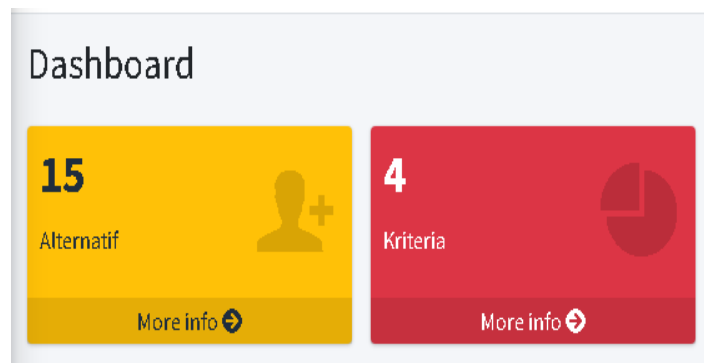 Dashboard
15
Alternatif
More info
4
Kriteria
More info